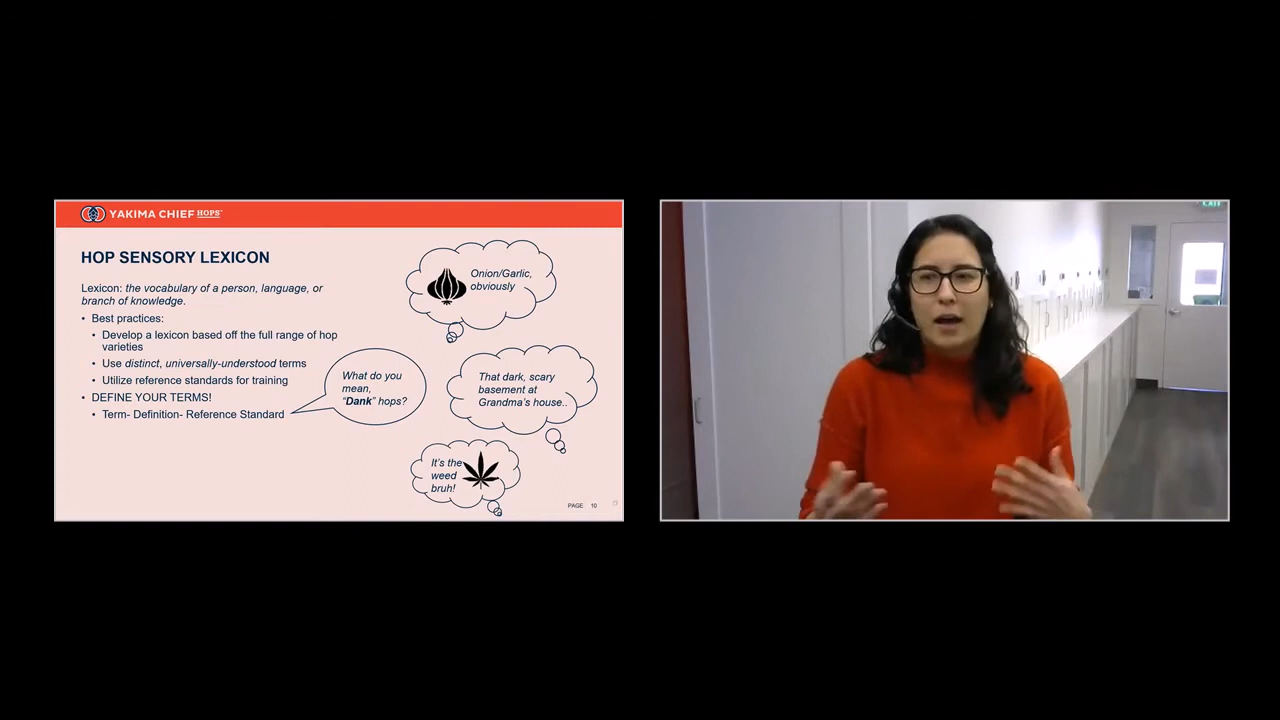 YAKIMA CHIEF HOPS
HOP SENSORY LEXICON
Lexicon: the vocabulary of a person, language, or
branch of knowledge.
• Best practices:
• Develop a lexicon based off the full range of hop
varieties
• Use distinct, universally-understood terms
• Utilize reference standards for training
• DEFINE YOUR TERMS!
• Term- Definition- Reference Standard
What do you
mean,
“Dank” hops?
Onion/Garlic,
obviously
That dark, scary
basement at
Grandma's house..
It's the
weed
bruh!
PAGE 10
EXIT